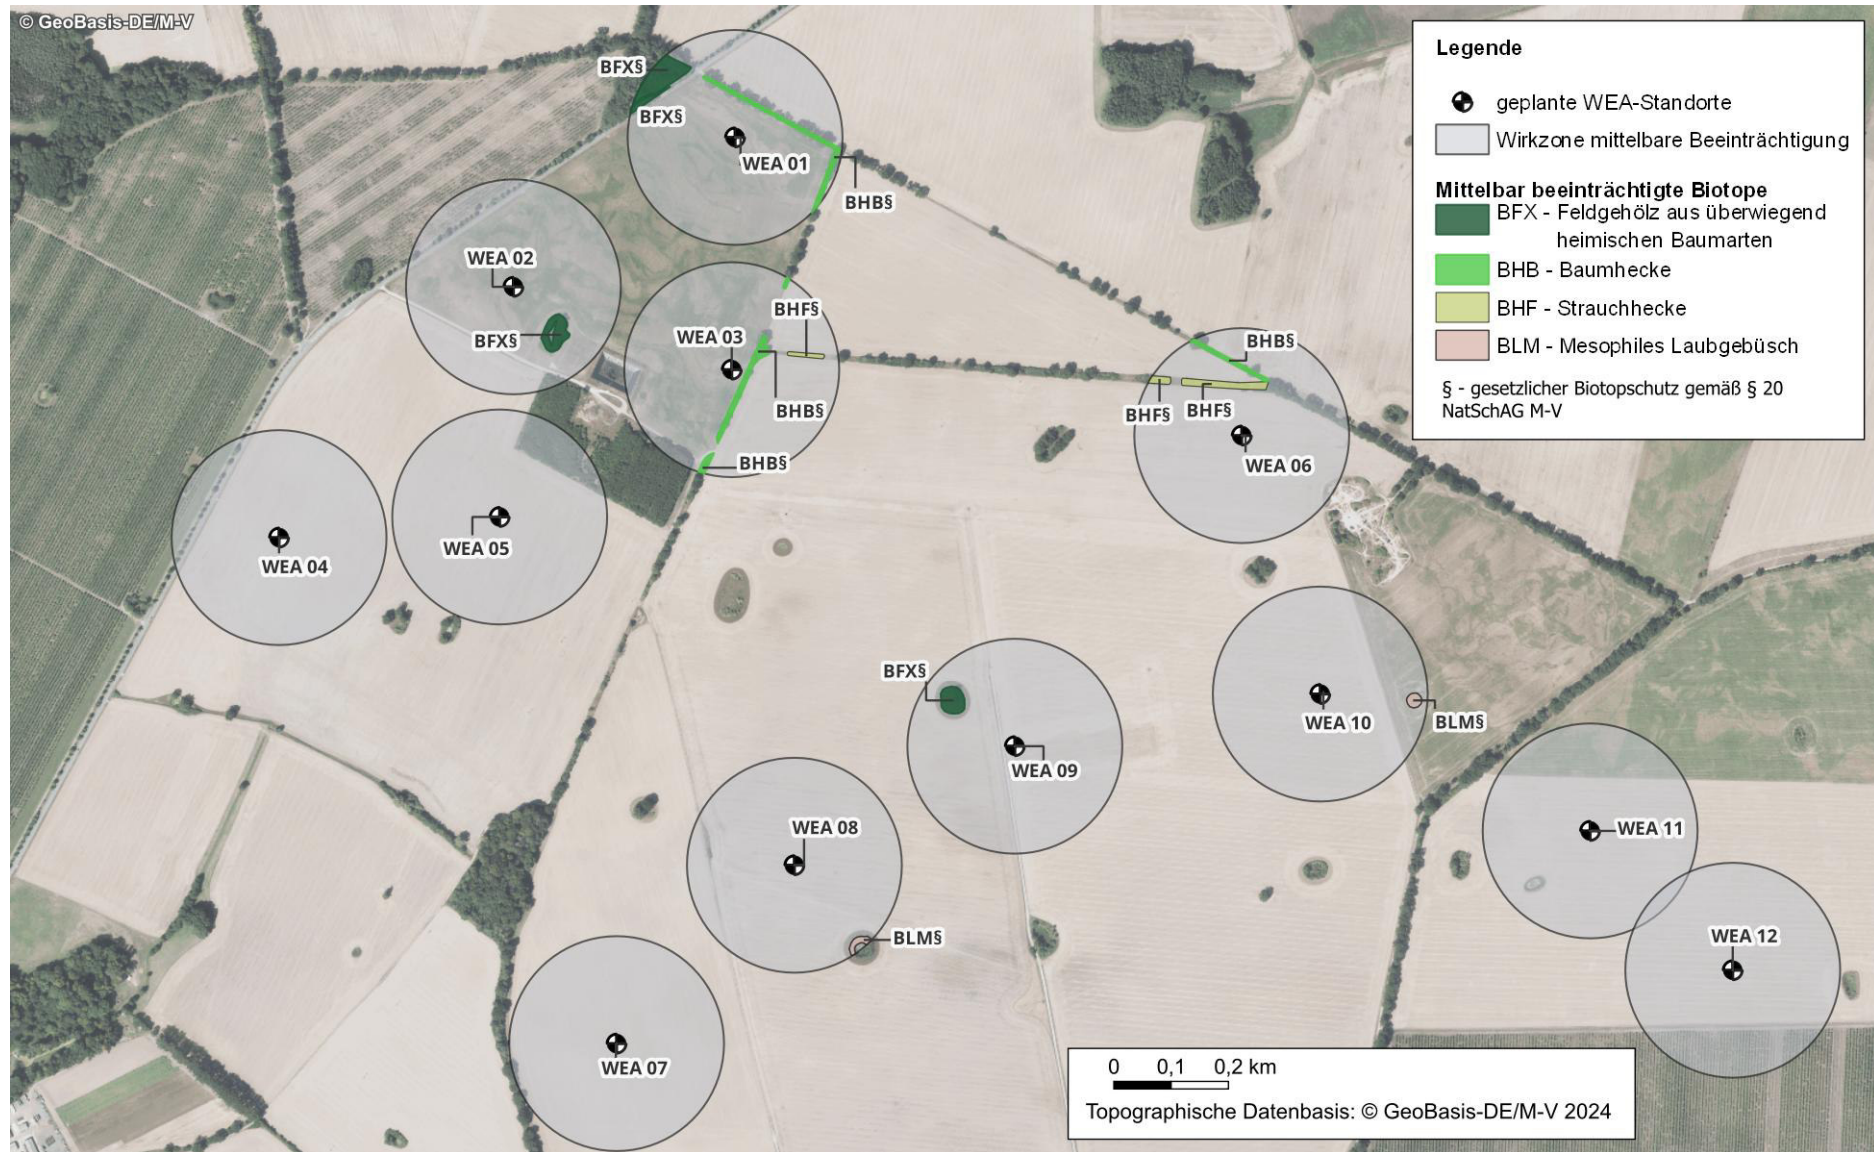 © GeoBasis-DE/M-V
BFX§
BFX§
WEA 01
BHB§
WEA 02
BFX§
WEA 03
BHF§
BHB§
BHB§
BHB§
BHF§
BHF§
WEA 06
WEA 04
WEA 05
BFX§
WEA 09
WEA 10
BLM§
WEA 08
BLM§
WEA 11
WEA 12
WEA 07
Legende
geplante WEA-Standorte
Wirkzone mittelbare Beeinträchtigung
Mittelbar beeinträchtigte Biotope
BFX - Feldgehölz aus überwiegend
heimischen Baumarten
BHB - Baumhecke
BHF - Strauchhecke
BLM - Mesophiles Laubgebüsch
§ - gesetzlicher Biotopschutz gemäß § 20
NatSchAG M-V
0 0,1 0,2 km
Topographische Datenbasis: © GeoBasis-DE/M-V 2024